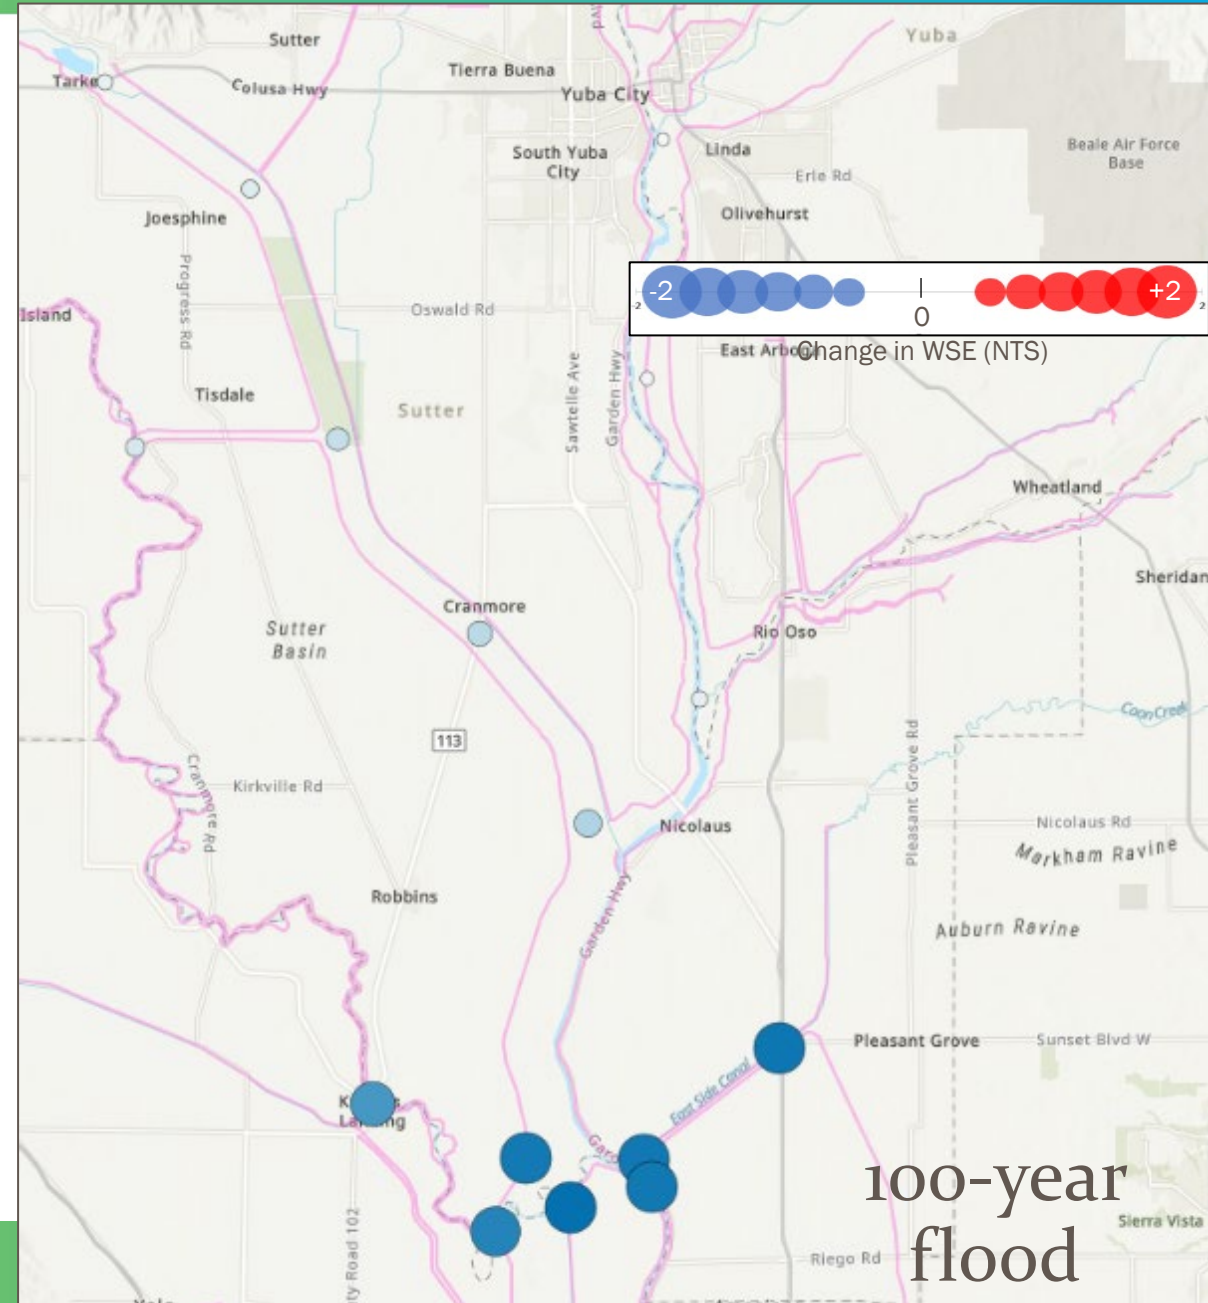 Sutter
Yuba
Tierra Buena
Tarke
Colusa Hwy
Yuba City
Linda
South Yuba
City
Beale Air Force
Base
Erle Rd
Joesphine
Olivehurst
Progress Rd
-2
-2
0
+2
2
Island
Oswald Rd
Change in WSE (NTS)
East Arboga
Sawtelle Ave
Garden Hwy
Tisdale
Sutter
Wheatland
Sheridan
Cranmore
Sutter
Basin
Rio Oso
Coon Creek
113
Pleasant Grove Rd
Cranmore Rd
Kirkville Rd
Nicolaus
Nicolaus Rd
Markham Ravine
Robbins
Garden Hwy
Auburn Ravine
Pleasant Grove
Sunset Blvd W
East Side Canal
100-year
flood
Sierra Vista
Riego Rd